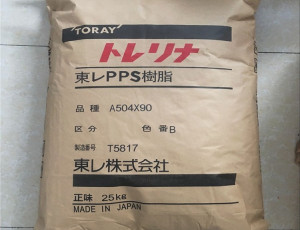 TORAY
トレリナ
東レPPS樹脂
品種 A504X90
区分 色番B
製造番号 T5817
東レ株式会社
正味 25KG
MADE IN JAPAN